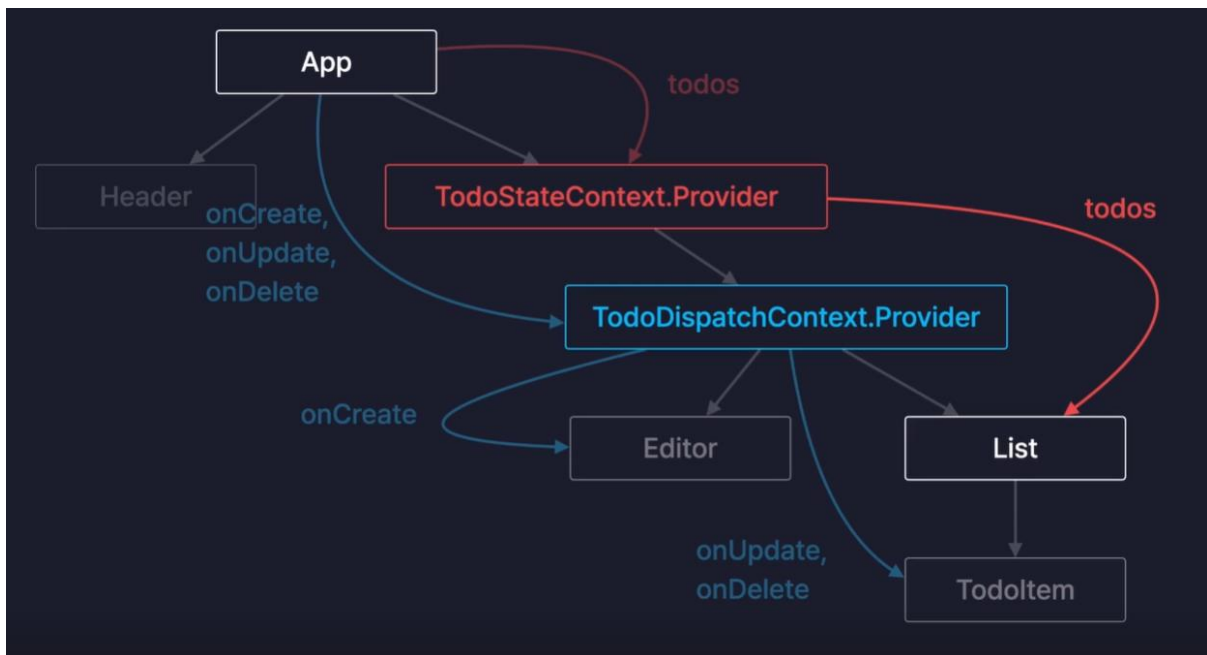 App
todos
Header
TodoStateContext.Provider
todos
onCreate,
onUpdate,
onDelete
TodoDispatchContext.Provider
onCreate
Editor
List
onUpdate,
onDelete
TodoItem